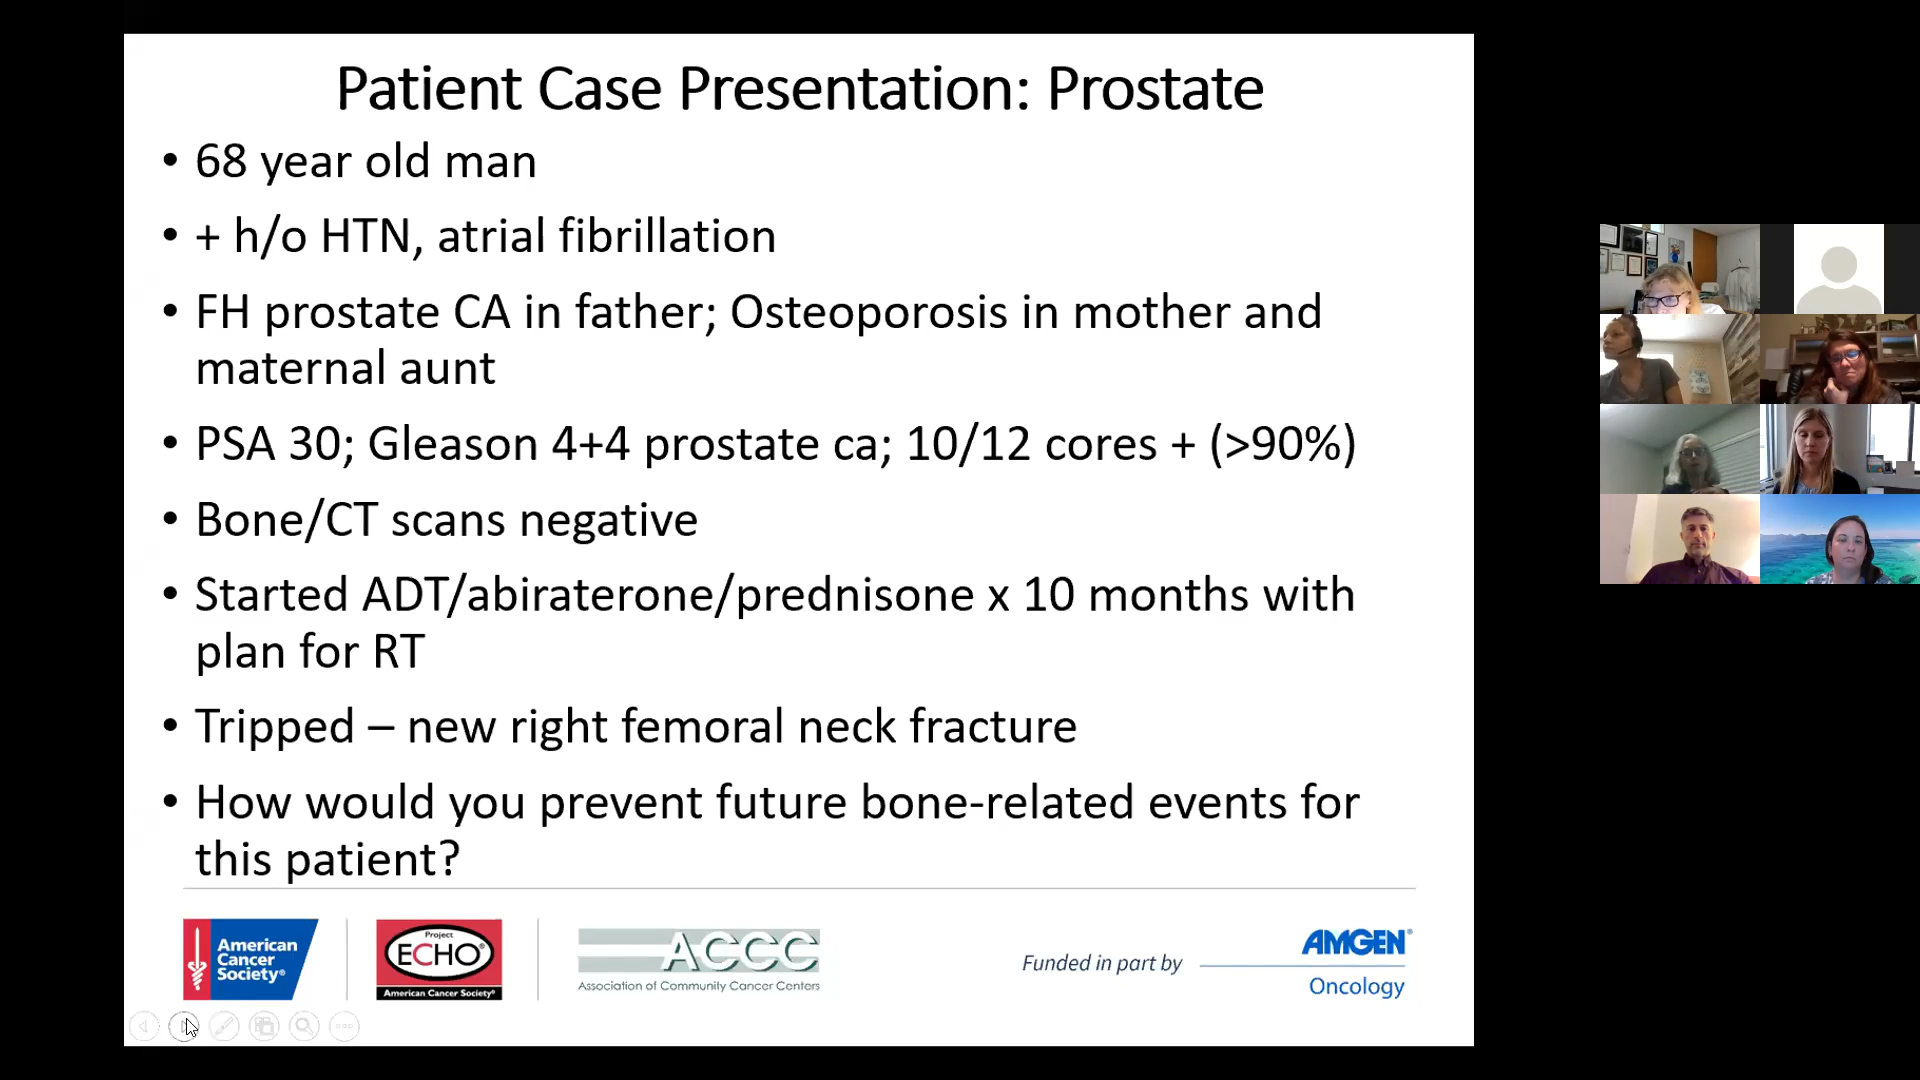 Patient Case Presentation: Prostate
• 68 year old man
• + h/o HTN, atrial fibrillation
• FH prostate CA in father; Osteoporosis in mother and
maternal aunt
• PSA 30; Gleason 4+4 prostate ca; 10/12 cores + (>90%)
• Bone/CT scans negative
• Started ADT/abiraterone/prednisone x 10 months with
plan for RT
• Tripped – new right femoral neck fracture
• How would you prevent future bone-related events for
this patient?
American
Cancer
Society®
Project
ECHO®
American Cancer Society®
ACCC
Association of Community Cancer Centers
Funded in part by
AMGEN®
Oncology